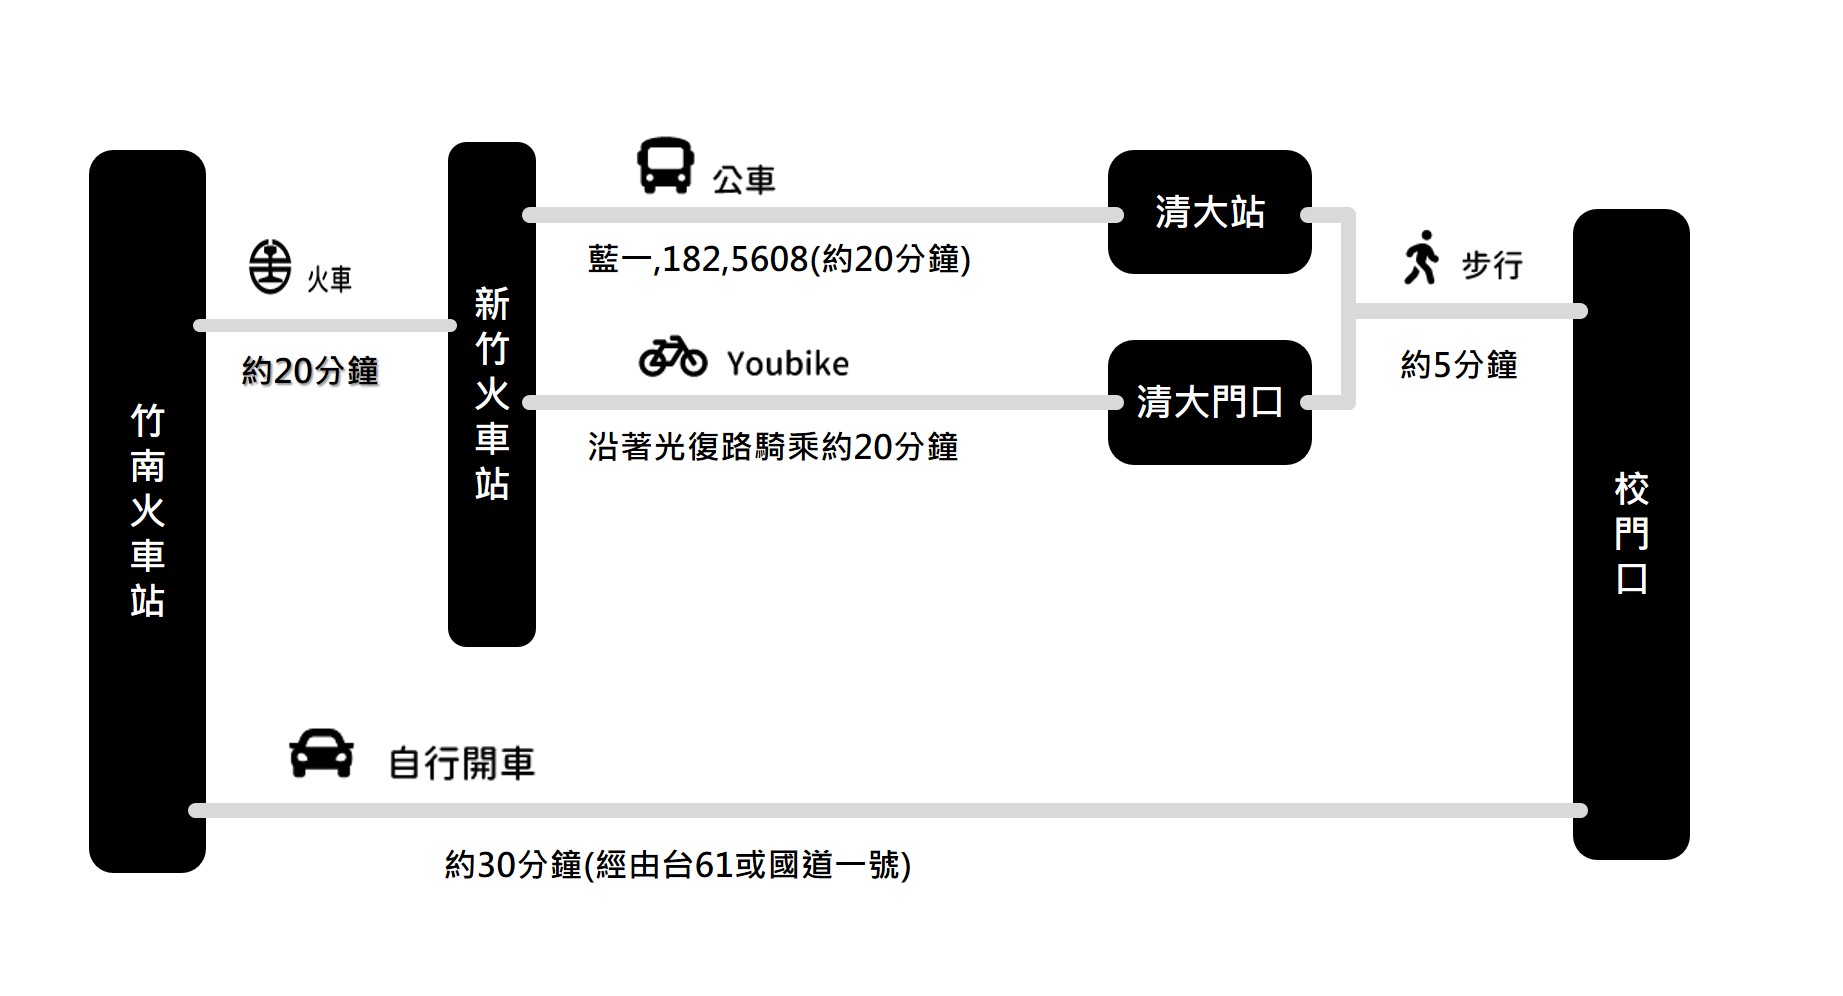 竹南火車站
火車
約20分鐘
新竹火車站
公車
藍一,182,5608(約20分鐘)
Youbike
沿著光復路騎乘約20分鐘
清大站
清大門口
步行
約5分鐘
校門口
自行開車
約30分鐘(經由台61或國道一號)